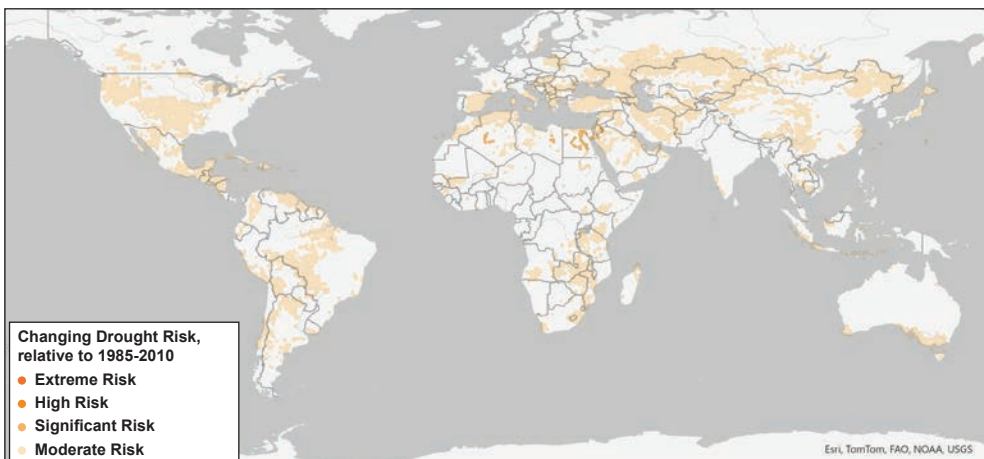 Changing Drought Risk,
relative to 1985-2010
Extreme Risk
High Risk
Significant Risk
Moderate Risk
Esri, TomTom, FAO, NOAA, USGS